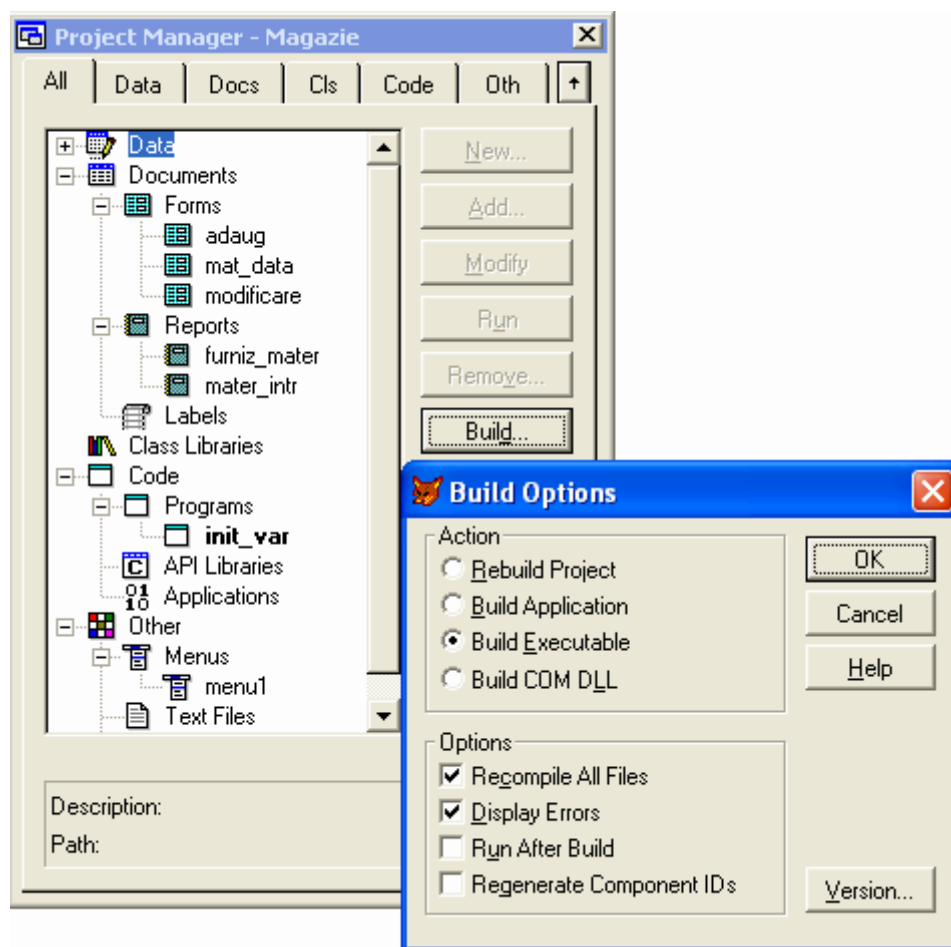 Project Manager - Magazie
All Data Docs Cls Code Oth
Data
Documents
Forms
adaug
mat_data
modificare
Reports
furniz_mater
mater_intr
Labels
Class Libraries
Code
Programs
init_var
API Libraries
Applications
Other
Menus
menu1
Text Files
New...
Add...
Modify
Run
Remove...
Build...
Description:
Path:
Build Options
Action
Rebuild Project
Build Application
Build Executable
Build COM DLL
OK
Cancel
Help
Options
Recompile All Files
Display Errors
Run After Build
Regenerate Component IDs
Version...